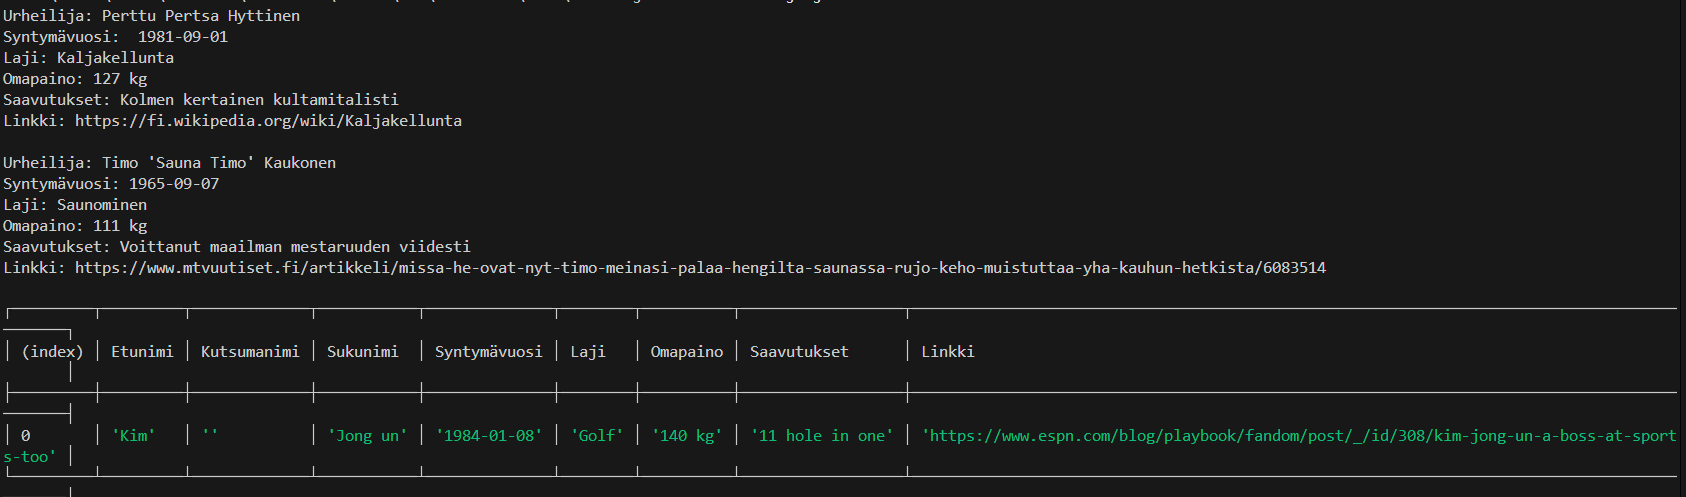 Urheilija: Perttu Pertsa Hyttinen
Syntymävuosi:  1981-09-01
Laji: Kaljakellunta
Omapaino: 127 kg
Saavutukset: Kolmen kertainen kultamitalisti
Linkki: https://fi.wikipedia.org/wiki/Kaljakellunta

Urheilija: Timo 'Sauna Timo' Kaukonen
Syntymävuosi: 1965-09-07
Laji: Saunominen
Omapaino: 111 kg
Saavutukset: Voittanut maailman mestaruuden viidesti
Linkki: https://www.mtvuutiset.fi/artikkeli/missa-he-ovat-nyt-timo-meinasi-palaa-hengilta-saunassa-rujo-keho-muistuttaa-yha-kauhun-hetkista/6083514

(index) Etunimi Kutsumanimi Sukunimi Syntymävuosi Laji Omapaino Saavutukset Linkki
0 'Kim' '' 'Jong un' '1984-01-08' 'Golf' '140 kg' '11 hole in one' 'https://www.espn.com/blog/playbook/fandom/post/_/id/308/kim-jong-un-a-boss-at-sport
s-too'